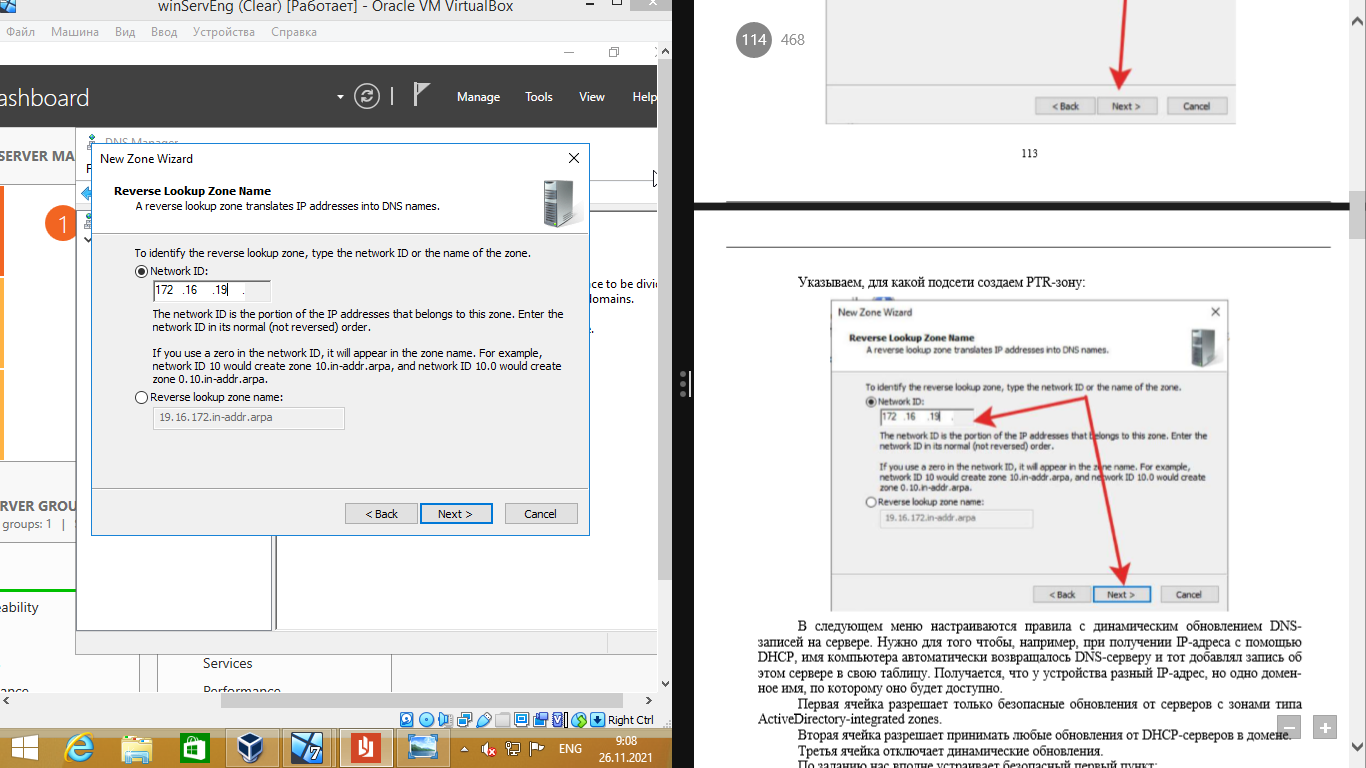 winServEng (Clear) [Работает] - Oracle VM VirtualBox
Файл Машина Вид Ввод Устройства Справка
ashboard
Manage Tools View Help
SERVER MA
DNS Manager
F
1
New Zone Wizard
Reverse Lookup Zone Name
A reverse lookup zone translates IP addresses into DNS names.
To identify the reverse lookup zone, type the network ID or the name of the zone.
Network ID:
172 .16 .19 .
The network ID is the portion of the IP addresses that belongs to this zone. Enter the
network ID in its normal (not reversed) order.
If you use a zero in the network ID, it will appear in the zone name. For example,
network ID 10 would create zone 10.in-addr.arpa, and network ID 10.0 would create
zone 0.10.in-addr.arpa.
Reverse lookup zone name:
19.16.172.in-addr.arpa
< Back Next > Cancel
ce to be divi
lomains.
RVER GROU
groups: 1 |
eability
Services
Performance
ance
Right Ctrl
ENG
9:08
26.11.2021
114 468
< Back Next > Cancel
113
Указываем, для какой подсети создаем PTR-зону:
New Zone Wizard
Reverse Lookup Zone Name
A reverse lookup zone translates IP addresses into DNS names.
To identify the reverse lookup zone, type the network ID or the name of the zone.
Network ID:
172 .16 .19 .
The network ID is the portion of the IP addresses that belongs to this zone. Enter the
network ID in its normal (not reversed) order.
If you use a zero in the network ID, it will appear in the zone name. For example,
network ID 10 would create zone 10.in-addr.arpa, and network ID 10.0 would create
zone 0.10.in-addr.arpa.
Reverse lookup zone name:
19.16.172.in-addr.arpa
< Back Next > Cancel
В следующем меню настраиваются правила с динамическим обновлением DNS-
записей на сервере. Нужно для того чтобы, например, при получении IP-адреса с помощью
DHCP, имя компьютера автоматически возвращалось DNS-серверу и тот добавлял запись об
этом сервере в свою таблицу. Получается, что у устройства разный IP-адрес, но одно домен-
ное имя, по которому оно будет доступно.
Первая ячейка разрешает только безопасные обновления от серверов с зонами типа
ActiveDirectory-integrated zones.
Вторая ячейка разрешает принимать любые обновления от DHCP-серверов в домене.
Третья ячейка отключает динамические обновления.
По заданию нас вполне устраивает безопасный первый пункт: